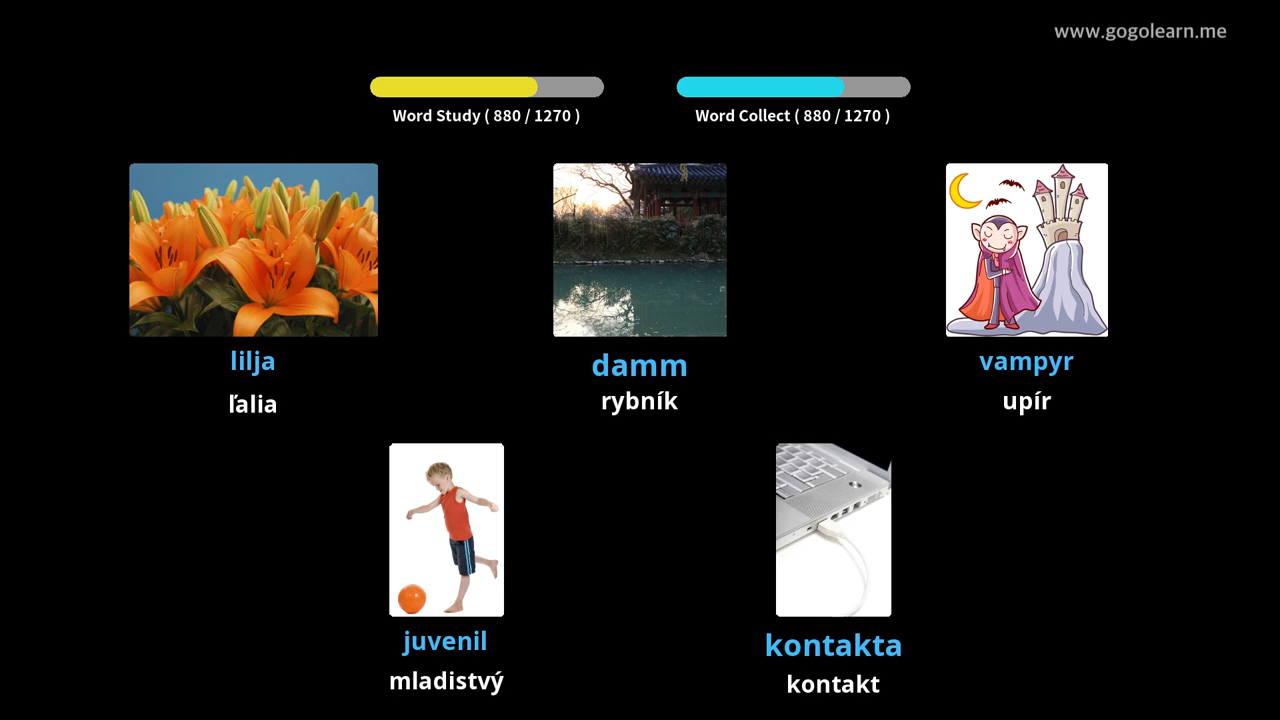 www.gogolearn.me
Word Study ( 880 / 1270 )
Word Collect ( 880 / 1270 )
lilja
ľalia
damm
rybník
vampyr
upír
juvenil
mladistvý
kontakta
kontakt